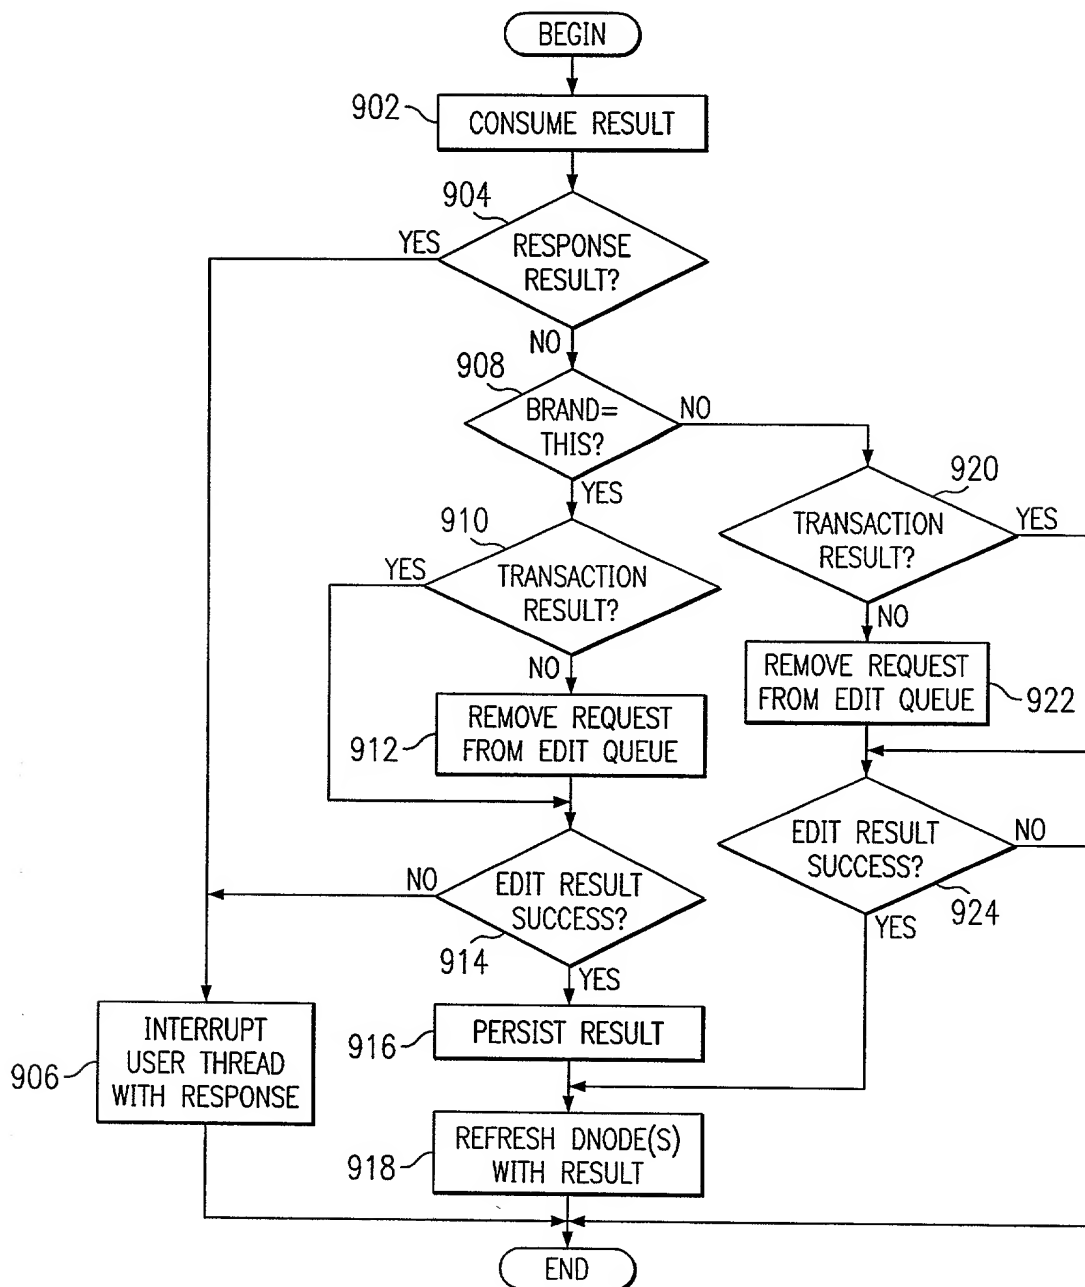 BEGIN
902
CONSUME RESULT
904
YES
RESPONSE
RESULT?
NO
908
BRAND=
THIS?
NO
YES
920
TRANSACTION
RESULT?
YES
NO
910
YES
TRANSACTION
RESULT?
NO
REMOVE REQUEST
FROM EDIT QUEUE
922
912
REMOVE REQUEST
FROM EDIT QUEUE
EDIT RESULT
SUCCESS?
NO
924
YES
NO
EDIT RESULT
SUCCESS?
914
YES
916
PERSIST RESULT
906
INTERRUPT
USER THREAD
WITH RESPONSE
918
REFRESH DNODE(S)
WITH RESULT
END